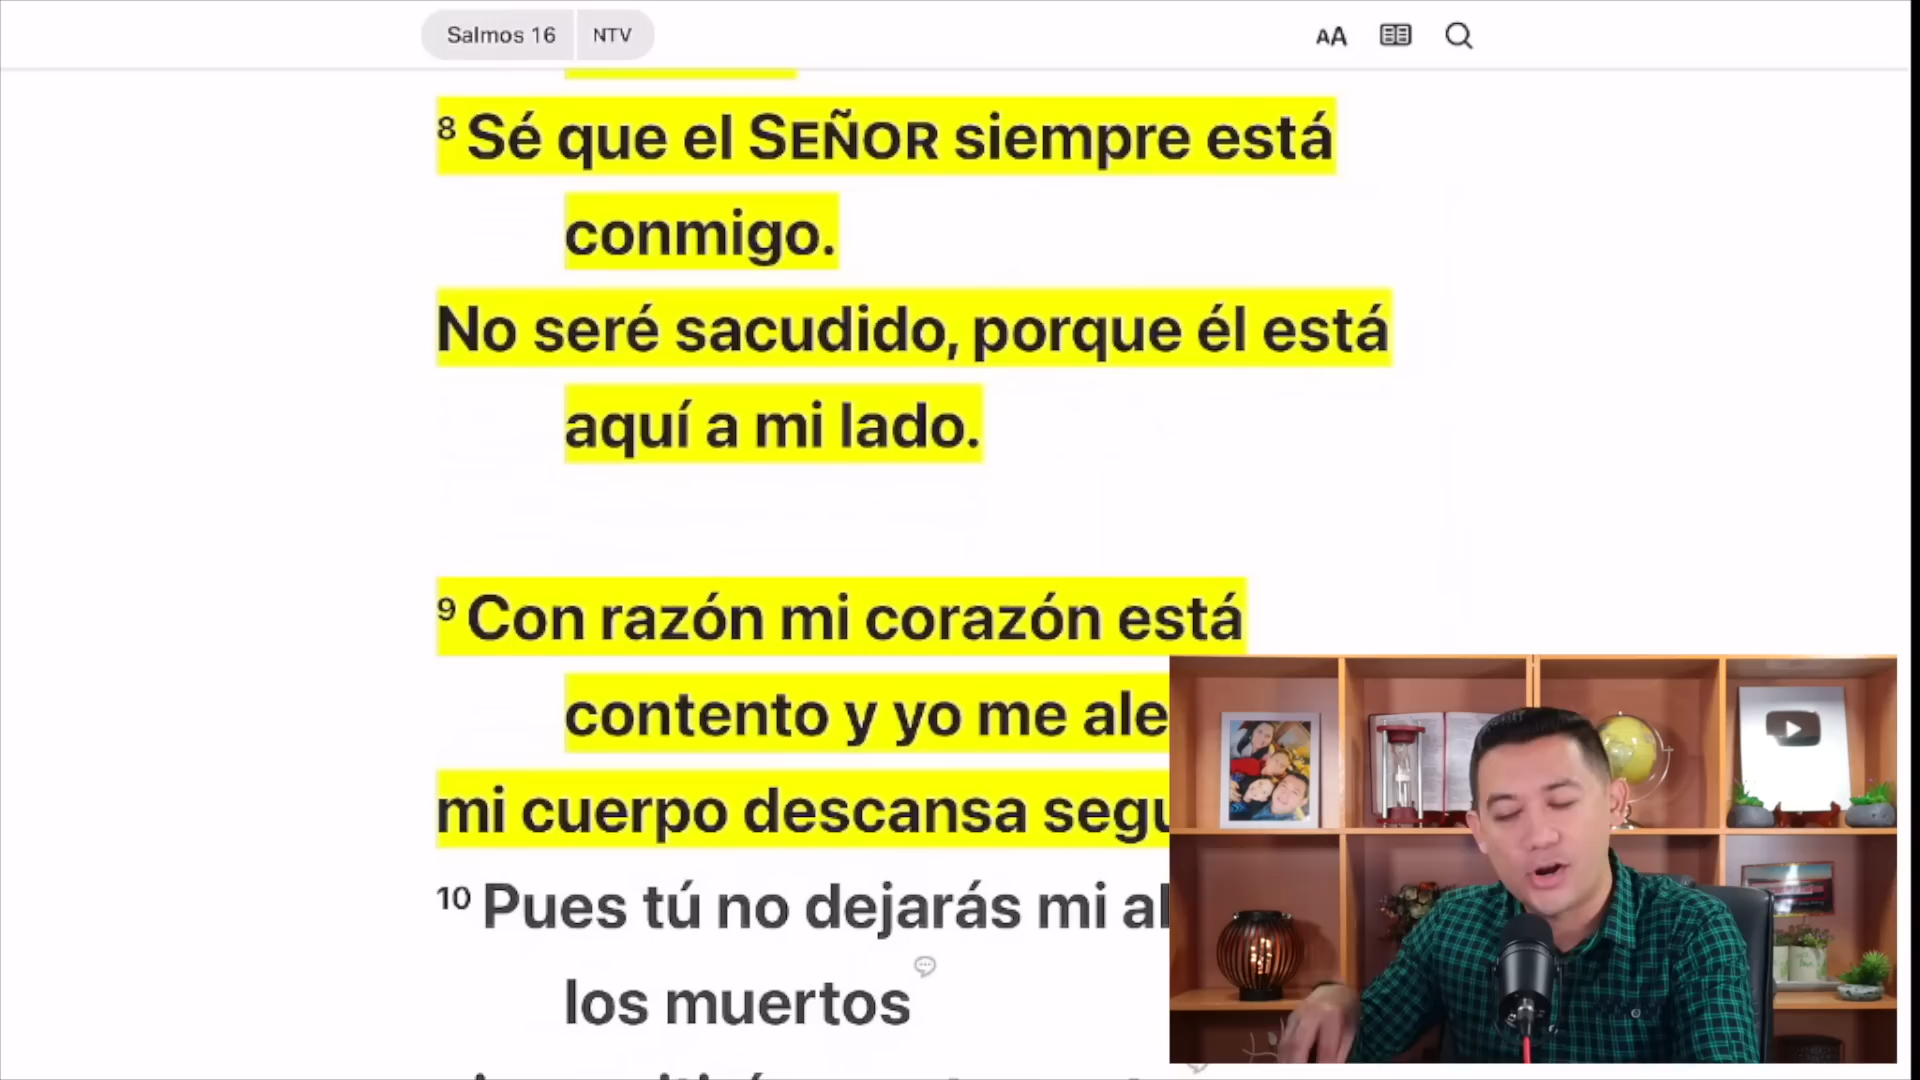 Salmos 16 NTV AA
8 Sé que el SEÑOR siempre está
conmigo.
No seré sacudido, porque él está
aquí a mi lado.
9 Con razón mi corazón está
contento y yo me ale
mi cuerpo descansa segu
10 Pues tú no dejarás mi al
los muertos